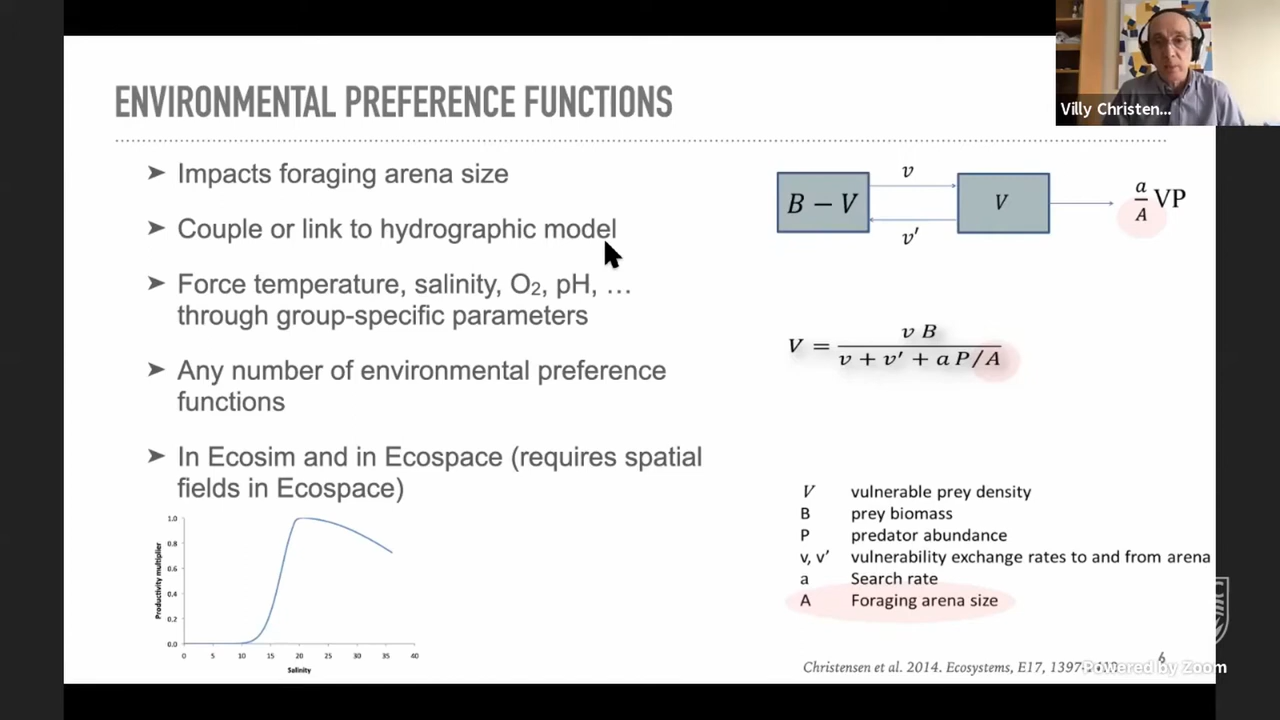 Villy Christen...
ENVIRONMENTAL PREFERENCE FUNCTIONS
➤ Impacts foraging arena size
➤ Couple or link to hydrographic model
➤ Force temperature, salinity, O₂, pH, …
through group-specific parameters
➤ Any number of environmental preference
functions
➤ In Ecosim and in Ecospace (requires spatial
fields in Ecospace)
1.0
0.8
0.6
0.4
0.2
0.0
Productivity multiplier
0 5 10 15 20 25 30 35 40
Salinity
v
B − V
V
a/A VP
v′
V = v B / (v + v′ + a P/A)
V vulnerable prey density
B prey biomass
P predator abundance
v, v' vulnerability exchange rates to and from arena
a Search rate
A Foraging arena size
6
Christensen et al. 2014. Ecosystems, E17, 1397-
Powered by Zoom